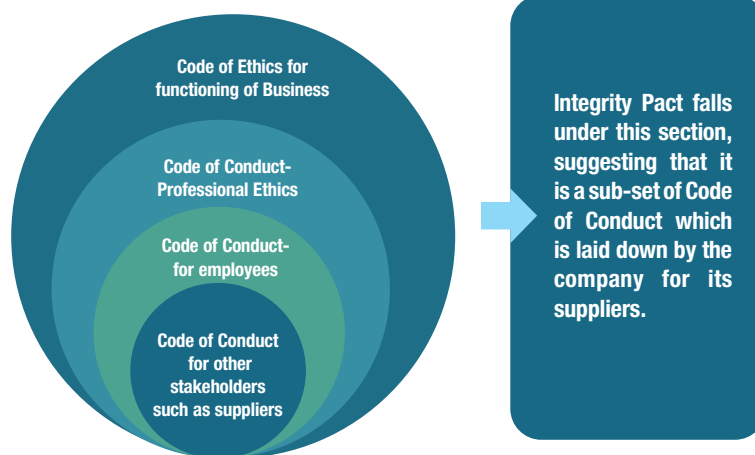 Code of Ethics for
functioning of Business
Code of Conduct-
Professional Ethics
Code of Conduct-
for employees
Code of Conduct
for other
stakeholders
such as suppliers
Integrity Pact falls
under this section,
suggesting that it
is a sub-set of Code
of Conduct which
is laid down by the
company for its
suppliers.